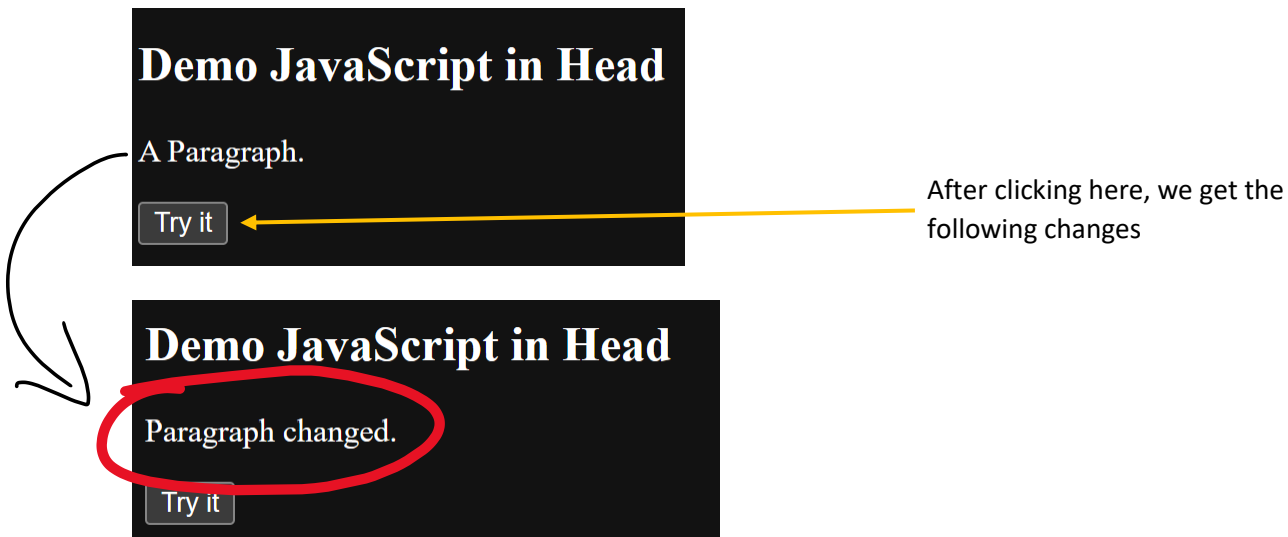 Demo JavaScript in Head
A Paragraph.
Try it
After clicking here, we get the
following changes
Demo JavaScript in Head
Paragraph changed.
Try it